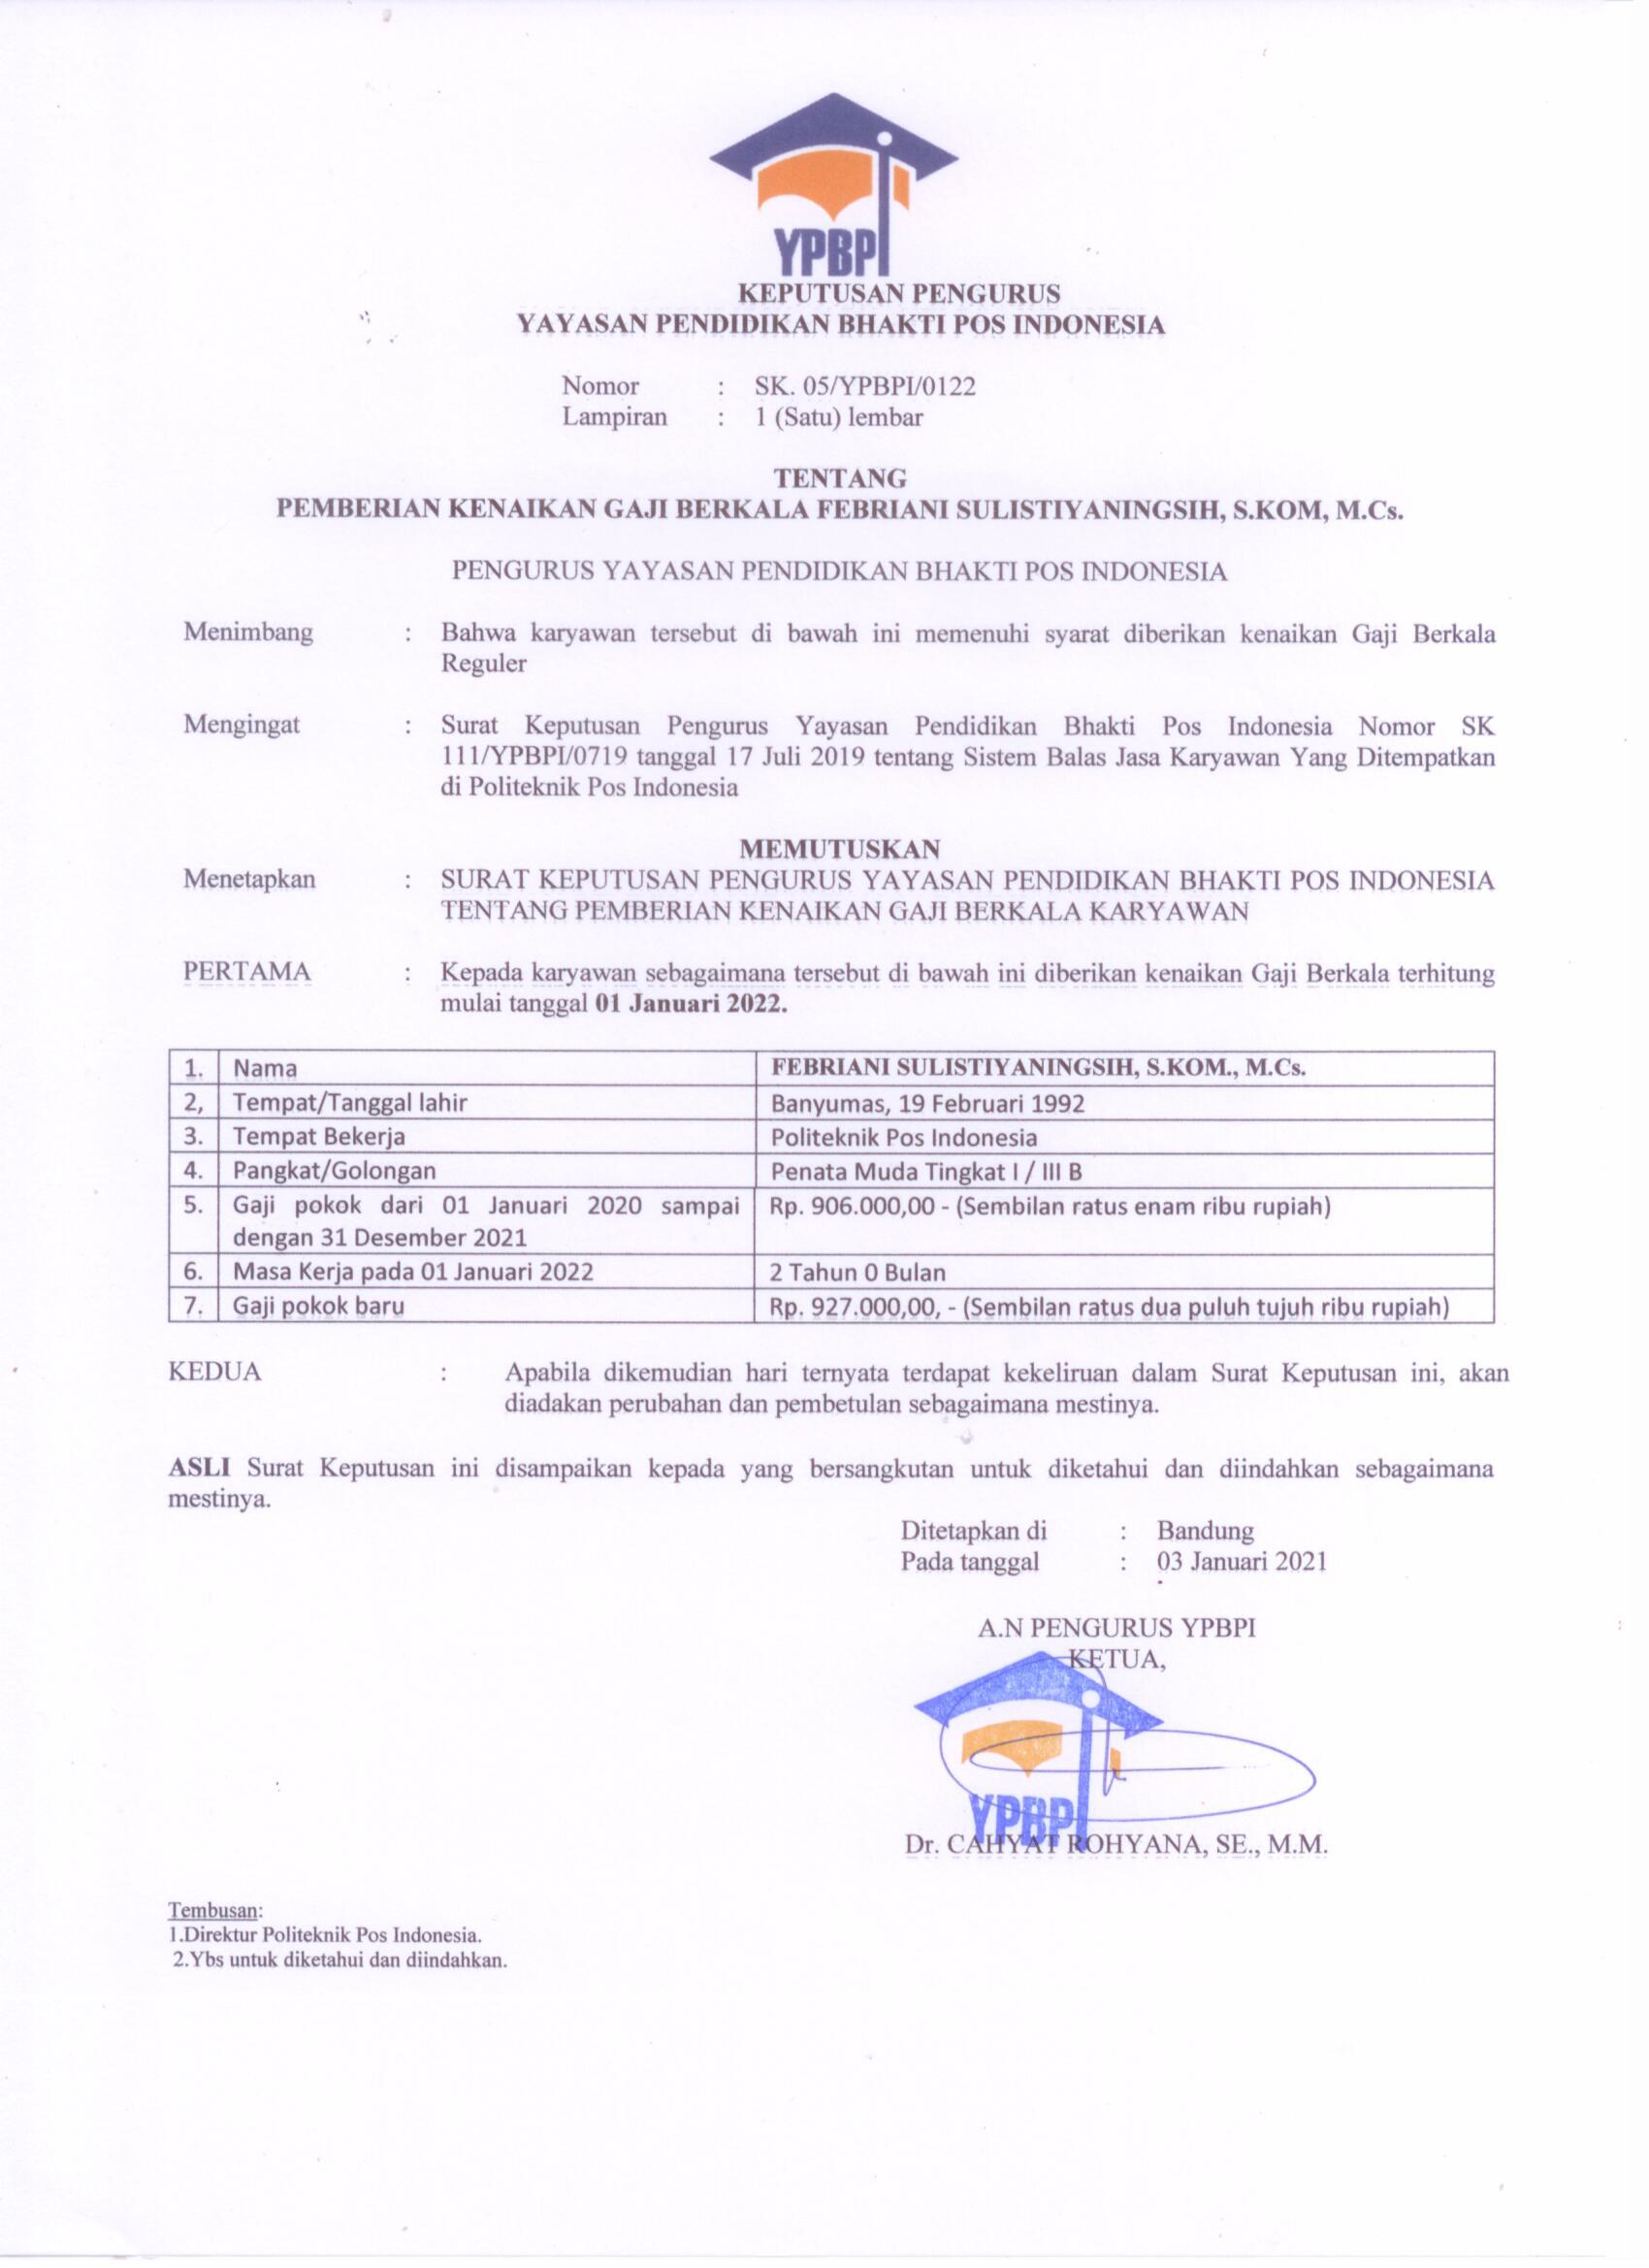 YPBPI
KEPUTUSAN PENGURUS
YAYASAN PENDIDIKAN BHAKTI POS INDONESIA
Nomor : SK. 05/YPBPI/0122
Lampiran : 1 (Satu) lembar
TENTANG
PEMBERIAN KENAIKAN GAJI BERKALA FEBRIANI SULISTIYANINGSIH, S.KOM, M.Cs.
PENGURUS YAYASAN PENDIDIKAN BHAKTI POS INDONESIA
Menimbang : Bahwa karyawan tersebut di bawah ini memenuhi syarat diberikan kenaikan Gaji Berkala
Reguler
Mengingat : Surat Keputusan Pengurus Yayasan Pendidikan Bhakti Pos Indonesia Nomor SK
111/YPBPI/0719 tanggal 17 Juli 2019 tentang Sistem Balas Jasa Karyawan Yang Ditempatkan
di Politeknik Pos Indonesia
MEMUTUSKAN
Menetapkan : SURAT KEPUTUSAN PENGURUS YAYASAN PENDIDIKAN BHAKTI POS INDONESIA
TENTANG PEMBERIAN KENAIKAN GAJI BERKALA KARYAWAN
PERTAMA : Kepada karyawan sebagaimana tersebut di bawah ini diberikan kenaikan Gaji Berkala terhitung
mulai tanggal 01 Januari 2022.
1. Nama FEBRIANI SULISTIYANINGSIH, S.KOM., M.Cs.
2, Tempat/Tanggal lahir Banyumas, 19 Februari 1992
3. Tempat Bekerja Politeknik Pos Indonesia
4. Pangkat/Golongan Penata Muda Tingkat I / III B
5. Gaji pokok dari 01 Januari 2020 sampai Rp. 906.000,00 - (Sembilan ratus enam ribu rupiah)
dengan 31 Desember 2021
6. Masa Kerja pada 01 Januari 2022 2 Tahun 0 Bulan
7. Gaji pokok baru Rp. 927.000,00, - (Sembilan ratus dua puluh tujuh ribu rupiah)
KEDUA : Apabila dikemudian hari ternyata terdapat kekeliruan dalam Surat Keputusan ini, akan
diadakan perubahan dan pembetulan sebagaimana mestinya.
ASLI Surat Keputusan ini disampaikan kepada yang bersangkutan untuk diketahui dan diindahkan sebagaimana
mestinya.
Ditetapkan di : Bandung
Pada tanggal : 03 Januari 2021
A.N PENGURUS YPBPI
KETUA,
YPBPI
Dr. CAHYAT ROHYANA, SE., M.M.
Tembusan:
1.Direktur Politeknik Pos Indonesia.
2.Ybs untuk diketahui dan diindahkan.